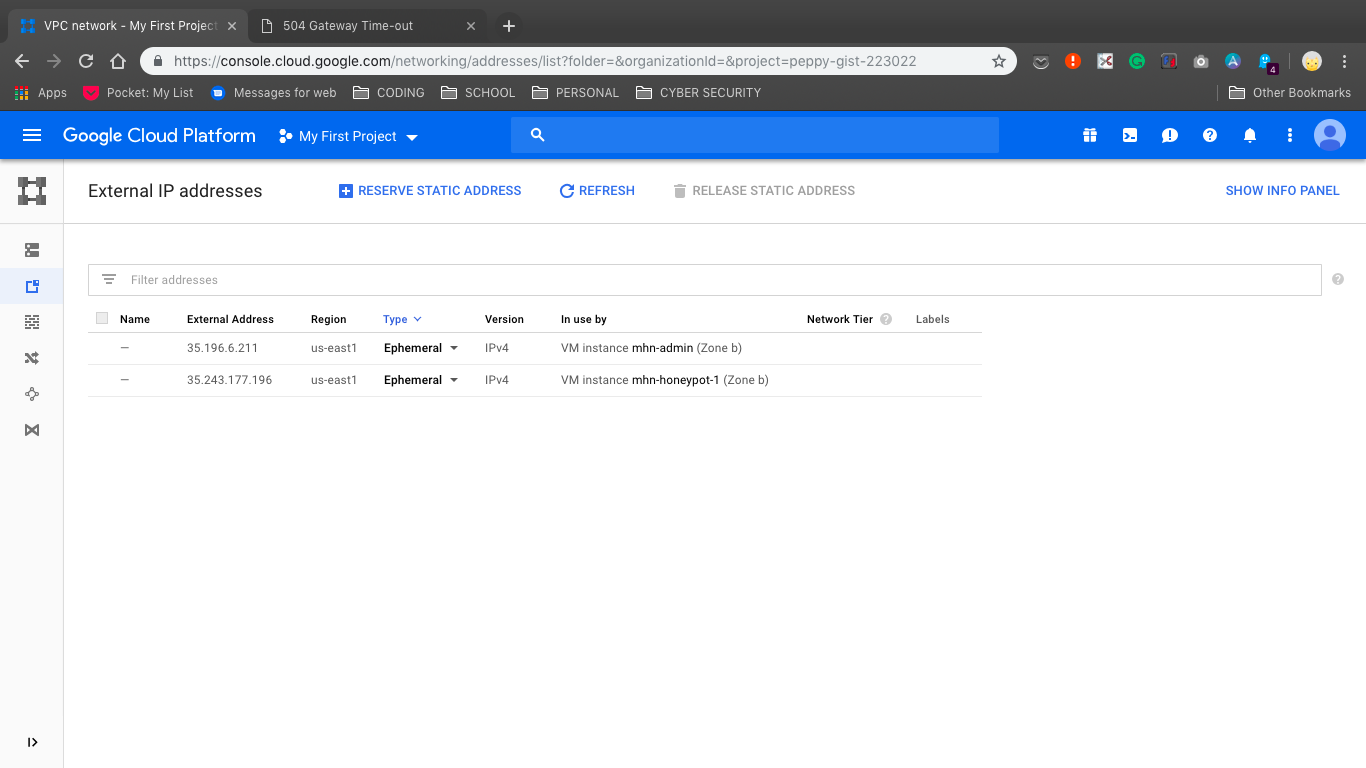 VPC network - My First Project
504 Gateway Time-out
https://console.cloud.google.com/networking/addresses/list?folder=&organizationId=&project=peppy-gist-223022
4
Apps Pocket: My List Messages for web CODING SCHOOL PERSONAL CYBER SECURITY Other Bookmarks
Google Cloud Platform My First Project
External IP addresses RESERVE STATIC ADDRESS REFRESH RELEASE STATIC ADDRESS SHOW INFO PANEL
Filter addresses
Name External Address Region Type Version In use by Network Tier Labels
— 35.196.6.211 us-east1 Ephemeral IPv4 VM instance mhn-admin (Zone b)
— 35.243.177.196 us-east1 Ephemeral IPv4 VM instance mhn-honeypot-1 (Zone b)